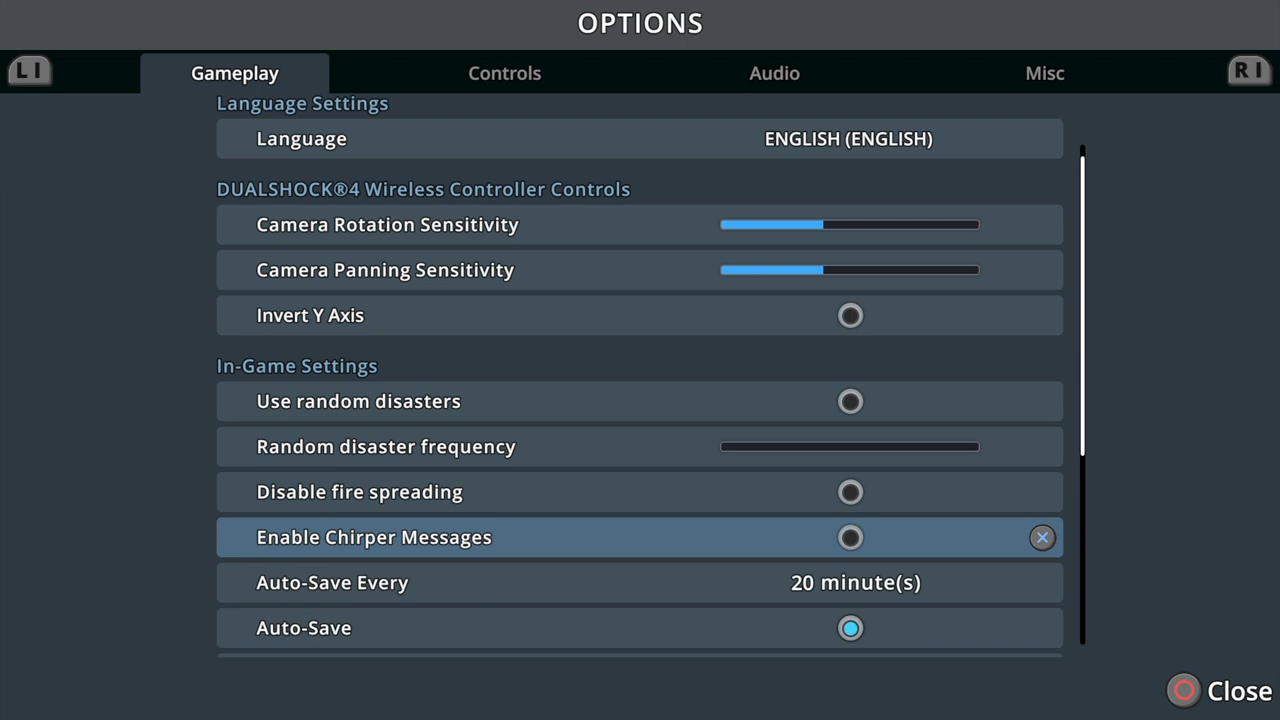 OPTIONS
L1 Gameplay Controls Audio Misc R1
Language Settings
Language ENGLISH (ENGLISH)
DUALSHOCK®4 Wireless Controller Controls
Camera Rotation Sensitivity
Camera Panning Sensitivity
Invert Y Axis
In-Game Settings
Use random disasters
Random disaster frequency
Disable fire spreading
Enable Chirper Messages
Auto-Save Every 20 minute(s)
Auto-Save
Close